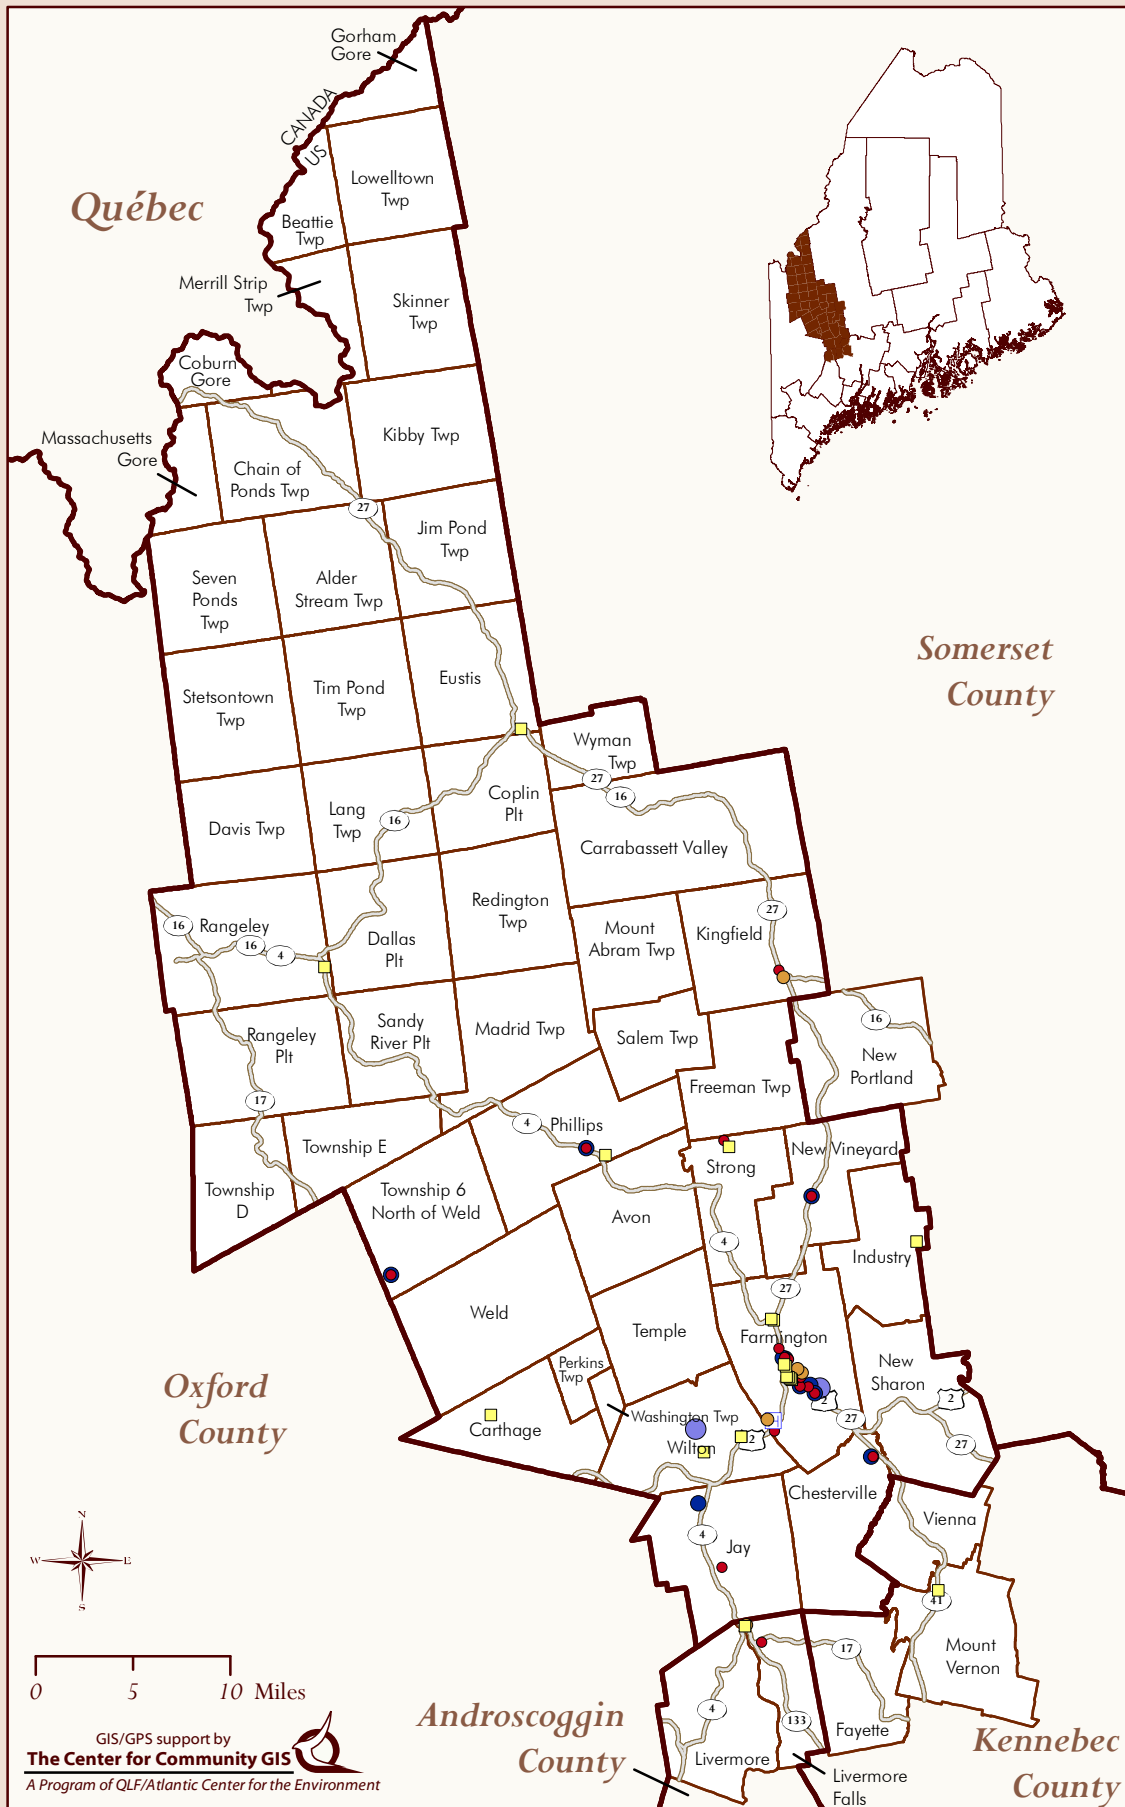 Gorham
Gore
CANADA
US
Lowelltown
Twp
Québec
Beattie
Twp
Merrill Strip
Twp
Skinner
Twp
Coburn
Gore
Massachusetts
Gore
Chain of
Ponds Twp
Kibby Twp
27
Jim Pond
Twp
Seven
Ponds
Twp
Alder
Stream Twp
Somerset
County
Stetsontown
Twp
Tim Pond
Twp
Eustis
Wyman
Twp
27
16
Davis Twp
Lang
Twp
16
Coplin
Plt
Carrabassett Valley
Rangeley
16
16
4
Dallas
Plt
Redington
Twp
Mount
Abram Twp
Kingfield
27
Rangeley
Plt
Sandy
River Plt
Madrid Twp
Salem Twp
16
New
Portland
Freeman Twp
17
4
Phillips
Township E
Strong
New Vineyard
Township
D
Township 6
North of Weld
Avon
4
Industry
27
Weld
Temple
Farmington
Perkins
Twp
New
Sharon
Oxford
County
Carthage
Washington Twp
Wilton
2
2
27
2
27
Chesterville
Vienna
4
Jay
N
W
E
S
41
Mount
Vernon
17
0 5 10 Miles
Androscoggin
County
4
133
Fayette
Kennebec
County
Livermore
Livermore
Falls
H
GIS/GPS support by
The Center for Community GIS
A Program of QLF/Atlantic Center for the Environment